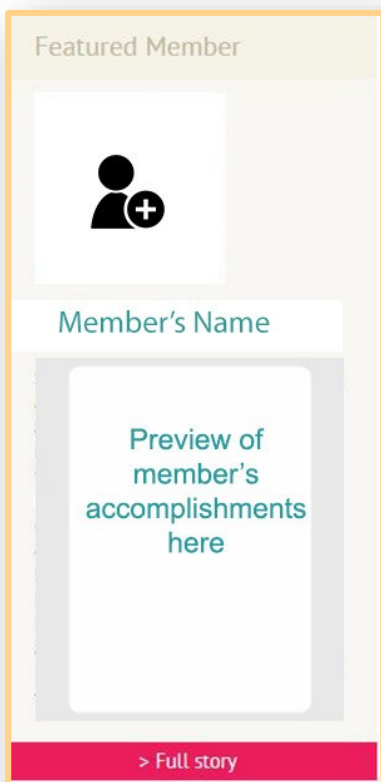 Featured Member
Member's Name
Preview of
member's
accomplishments
here
> Full story